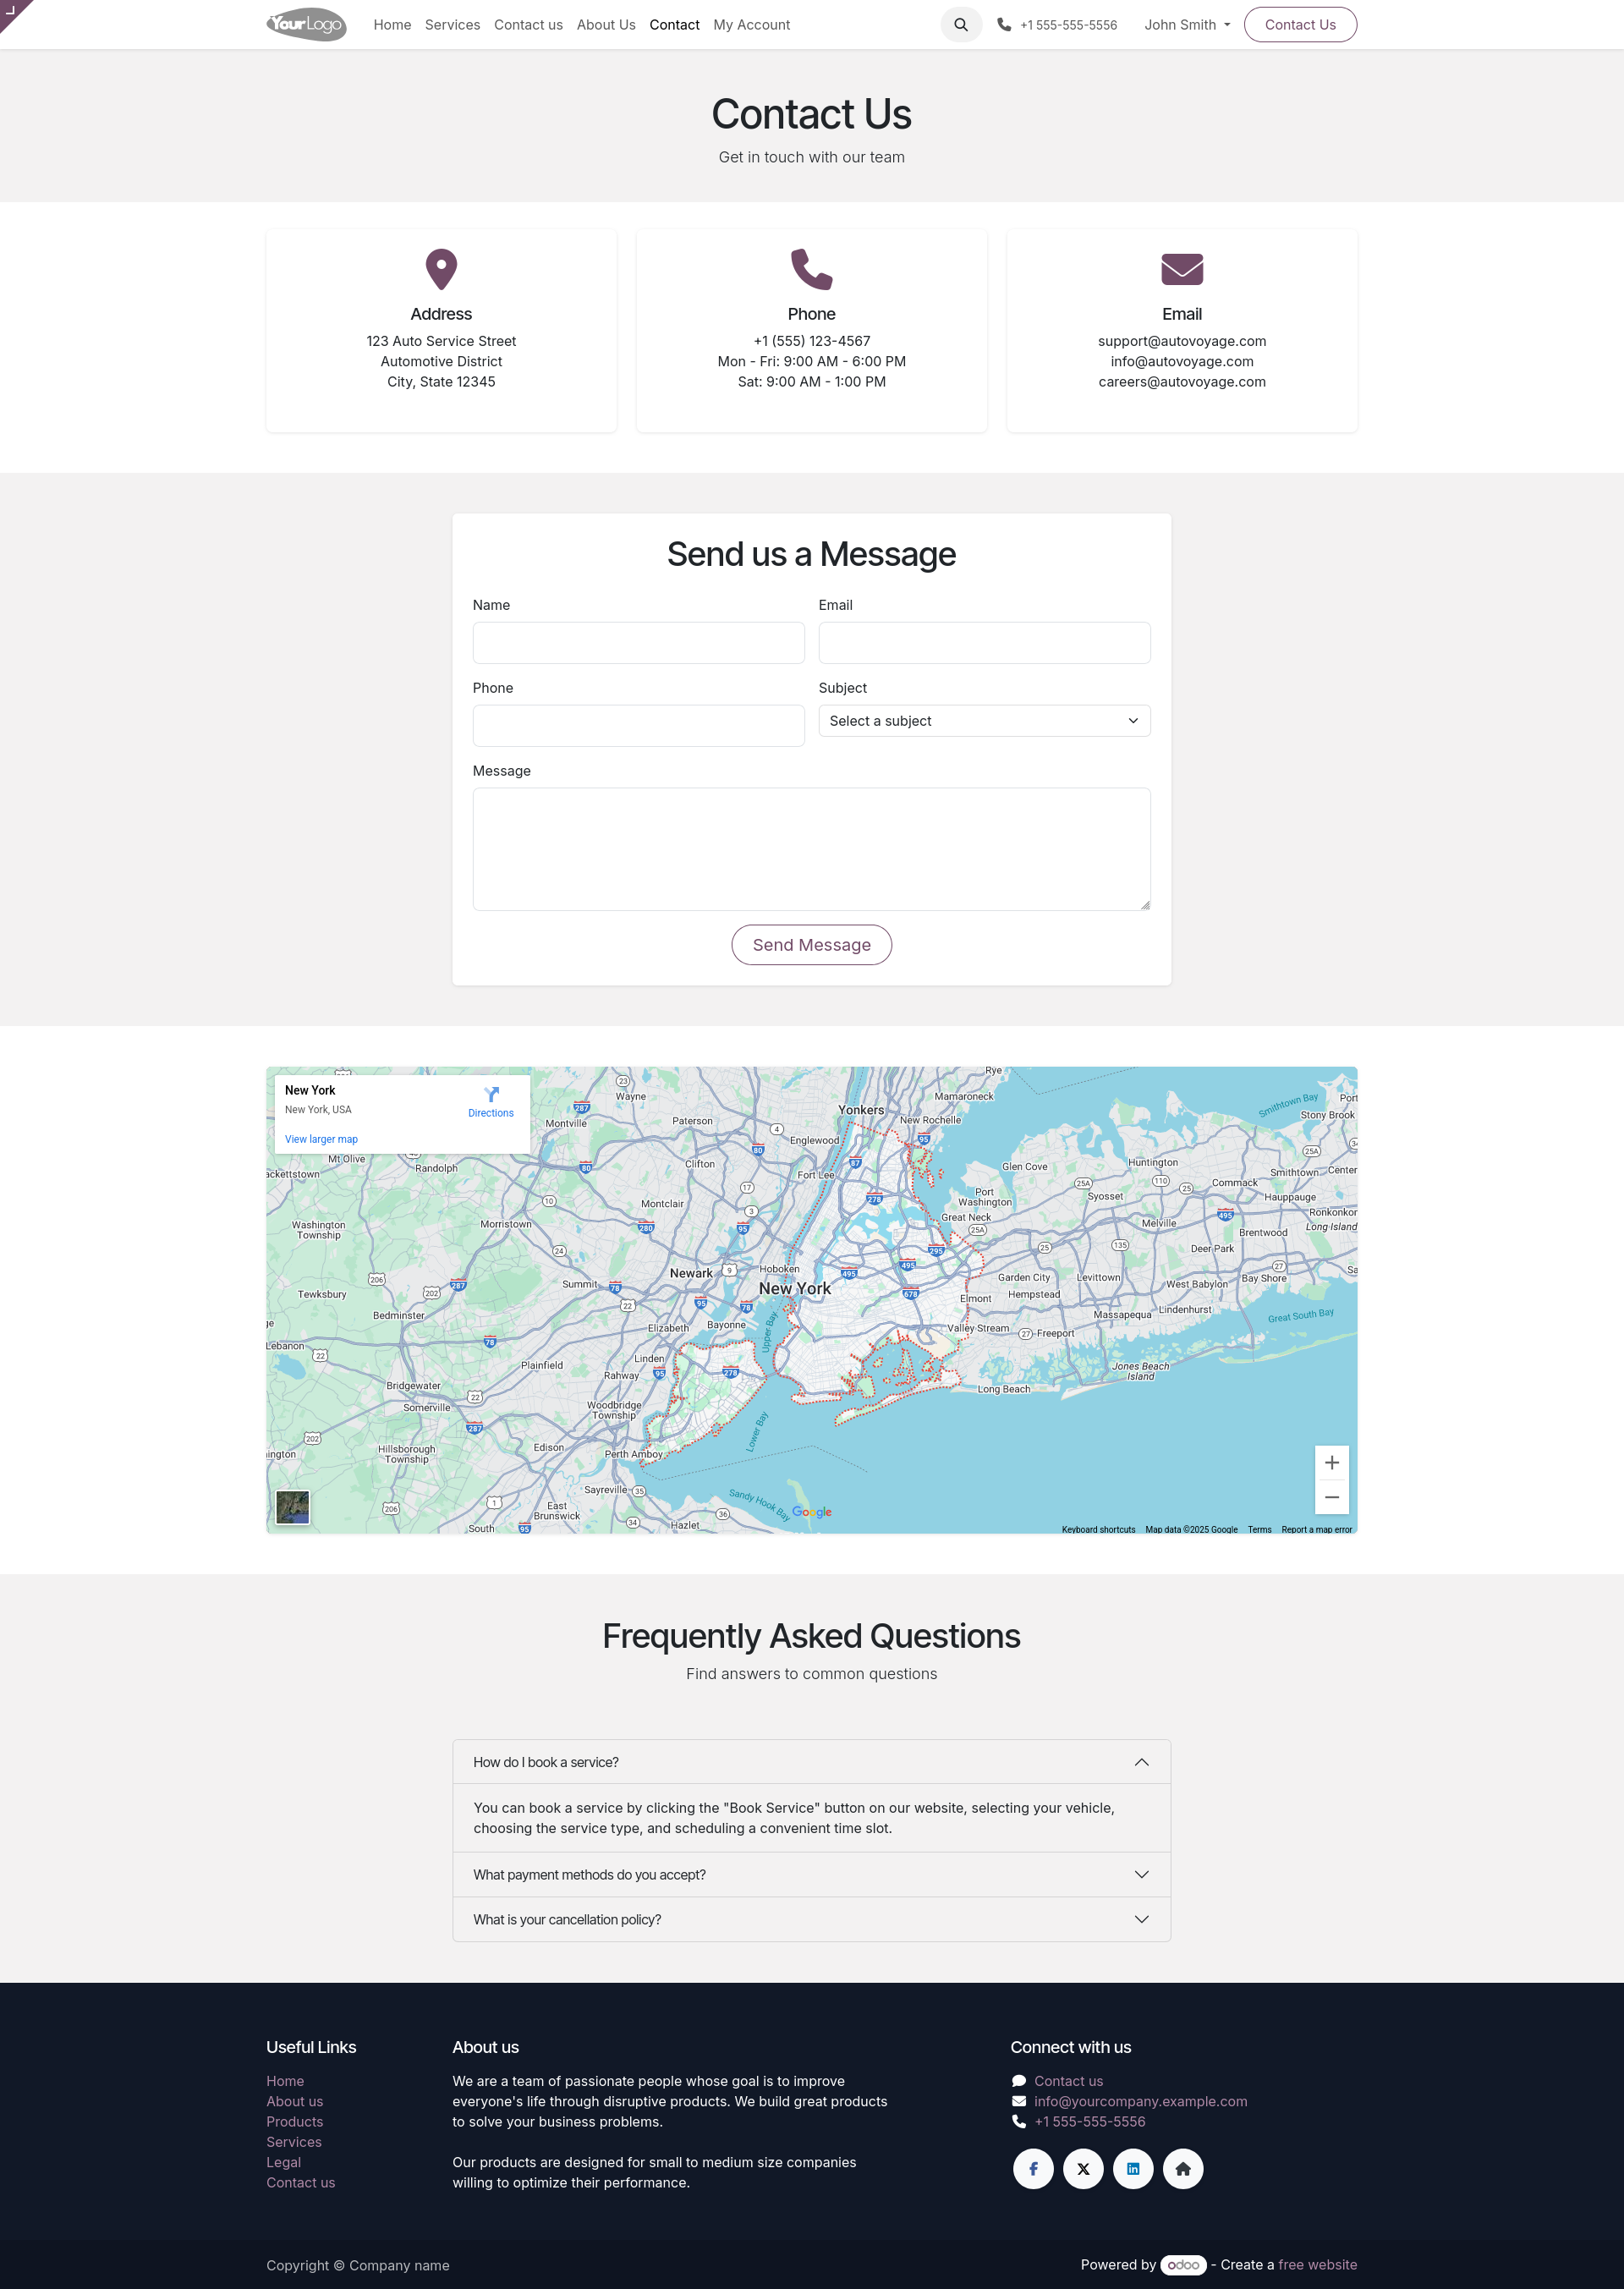 YourLogo
Home
Services
Contact us
About Us
Contact
My Account
+1 555-555-5556
John Smith
Contact Us
Contact Us
Get in touch with our team
Address
123 Auto Service Street
Automotive District
City, State 12345
Phone
+1 (555) 123-4567
Mon - Fri: 9:00 AM - 6:00 PM
Sat: 9:00 AM - 1:00 PM
Email
support@autovoyage.com
info@autovoyage.com
careers@autovoyage.com
Send us a Message
Name
Email
Phone
Subject
Select a subject
Message
Send Message
New York
New York, USA
Directions
View larger map
Rye
Wayne
Mamaroneck
Yonkers
New Rochelle
Smithtown Bay
Stony Brook
Port
Paterson
Montville
Englewood
Clifton
Fort Lee
Glen Cove
Huntington
Smithtown
Center
Commack
Hauppauge
Mt Olive
Randolph
ackettstown
Port Washington
Syosset
Montclair
Great Neck
Melville
Ronkonkoma
Long Island
Brentwood
Deer Park
Washington Township
Morristown
Hoboken
Newark
New York
Garden City
Levittown
Hempstead
West Babylon
Bay Shore
Summit
Tewksbury
Bedminster
Elmont
Massapequa
Lindenhurst
Great South Bay
Elizabeth
Bayonne
Upper Bay
Valley Stream
Freeport
Lebanon
Plainfield
Linden
Rahway
Jones Beach Island
Long Beach
Bridgewater
Somerville
Woodbridge Township
Lower Bay
Hillsborough Township
Edison
Perth Amboy
Sayreville
East Brunswick
Sandy Hook Bay
Hazlet
South
Google
Keyboard shortcuts
Map data ©2025 Google
Terms
Report a map error
Frequently Asked Questions
Find answers to common questions
How do I book a service?
You can book a service by clicking the "Book Service" button on our website, selecting your vehicle,
choosing the service type, and scheduling a convenient time slot.
What payment methods do you accept?
What is your cancellation policy?
Useful Links
Home
About us
Products
Services
Legal
Contact us
About us
We are a team of passionate people whose goal is to improve
everyone's life through disruptive products. We build great products
to solve your business problems.
Our products are designed for small to medium size companies
willing to optimize their performance.
Connect with us
Contact us
info@yourcompany.example.com
+1 555-555-5556
Copyright © Company name
Powered by odoo - Create a free website